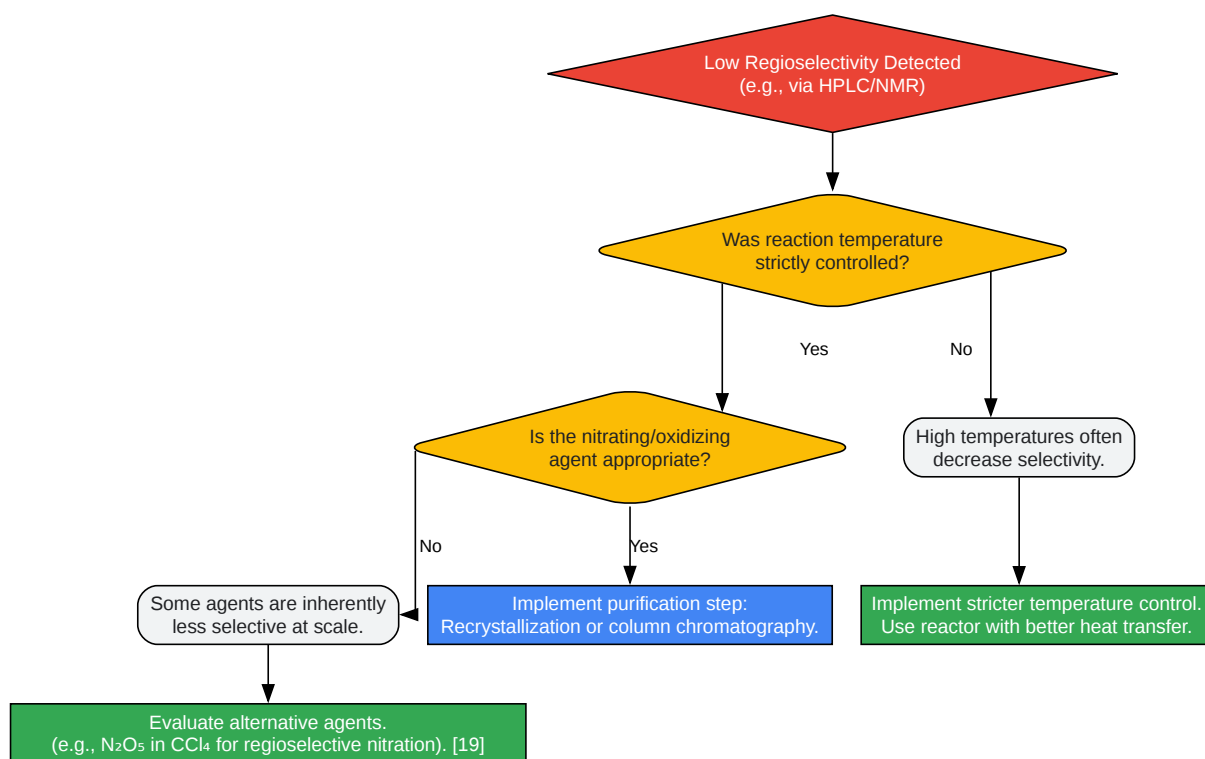 Low Regioselectivity Detected
(e.g., via HPLC/NMR)
Was reaction temperature
strictly controlled?
Yes
No
Is the nitrating/oxidizing
agent appropriate?
High temperatures often
decrease selectivity.
No
Yes
Some agents are inherently
less selective at scale.
Implement purification step:
Recrystallization or column chromatography.
Implement stricter temperature control.
Use reactor with better heat transfer.
Evaluate alternative agents.
(e.g., N₂O₅ in CCl₄ for regioselective nitration). [19]